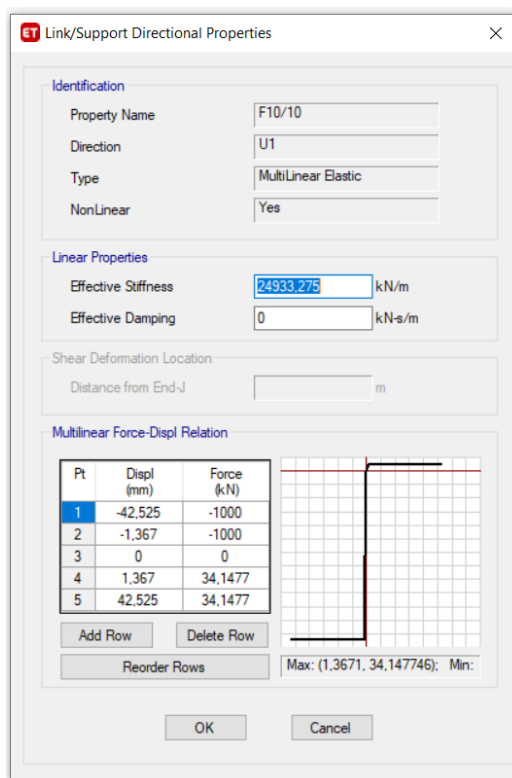 ET Link/Support Directional Properties
Identification
Property Name F10/10
Direction U1
Type MultiLinear Elastic
NonLinear Yes
Linear Properties
Effective Stiffness 24933,275 kN/m
Effective Damping 0 kN-s/m
Shear Deformation Location
Distance from End-J m
Multilinear Force-Displ Relation
Pt Displ (mm) Force (kN)
1 -42,525 -1000
2 -1,367 -1000
3 0 0
4 1,367 34,1477
5 42,525 34,1477
Add Row Delete Row
Reorder Rows Max: (1,3671, 34,147746); Min:
OK Cancel